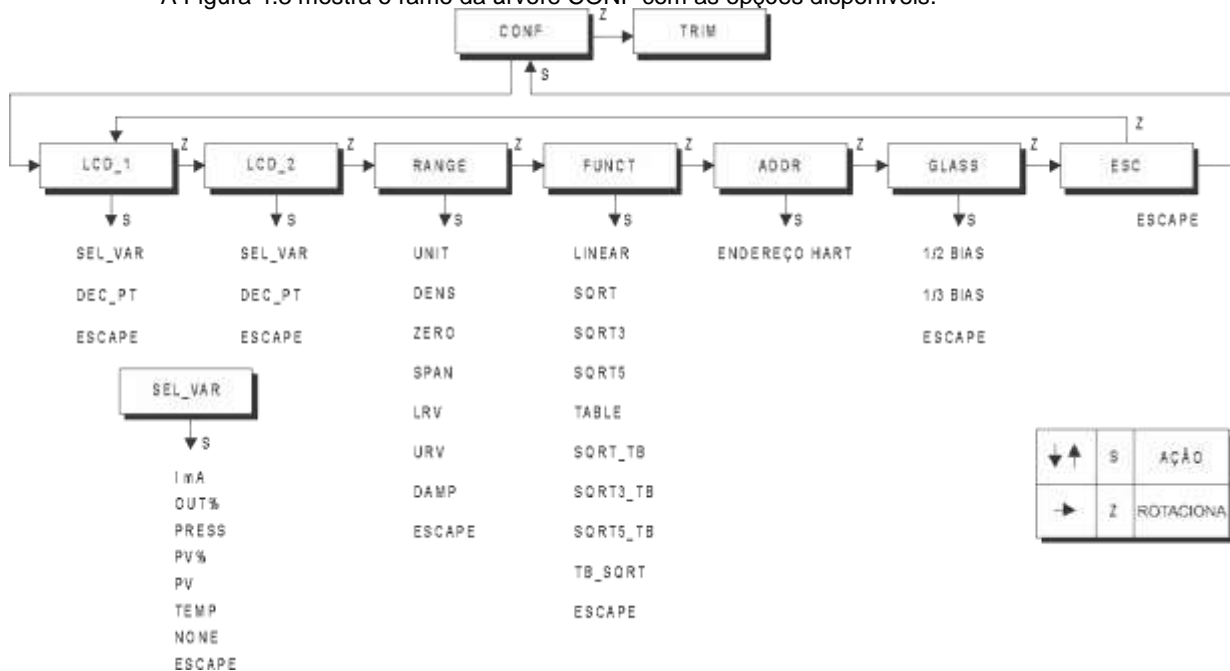 A Figura 4.3 mostra o ramo da árvore CONF com as opções disponíveis.
CONF
Z
TRIM
S
Z
LCD_1
Z
LCD_2
Z
RANGE
Z
FUNCT
Z
ADDR
Z
GLASS
Z
ESC
S
SEL_VAR
DEC_PT
ESCAPE
S
SEL_VAR
DEC_PT
ESCAPE
S
UNIT
DENS
ZERO
SPAN
LRV
URV
DAMP
ESCAPE
S
LINEAR
SQRT
SQRT3
SQRT5
TABLE
SQRT_TB
SQRT3_TB
SQRT5_TB
TB_SQRT
ESCAPE
S
ENDEREÇO HART
S
1/2 BIAS
1/3 BIAS
ESCAPE
ESCAPE
SEL_VAR
S
I mA
OUT%
PRESS
PV%
PV
TEMP
NONE
ESCAPE
S AÇÃO
Z ROTACIONA